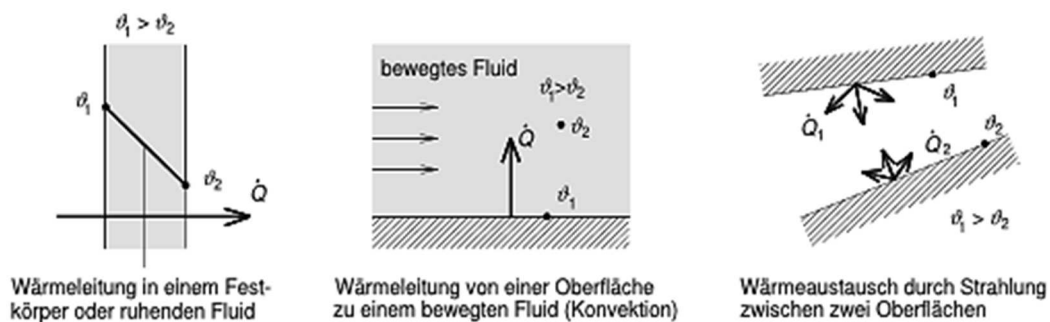 ϑ₁ > ϑ₂
ϑ₁
ϑ₂
Q̇
Wärmeleitung in einem Fest-
körper oder ruhenden Fluid
bewegtes Fluid
ϑ₁>ϑ₂
ϑ₂
Q̇
ϑ₁
Wärmeleitung von einer Oberfläche
zu einem bewegten Fluid (Konvektion)
ϑ₁
Q̇₁
ϑ₂
Q̇₂
ϑ₁ > ϑ₂
Wärmeaustausch durch Strahlung
zwischen zwei Oberflächen